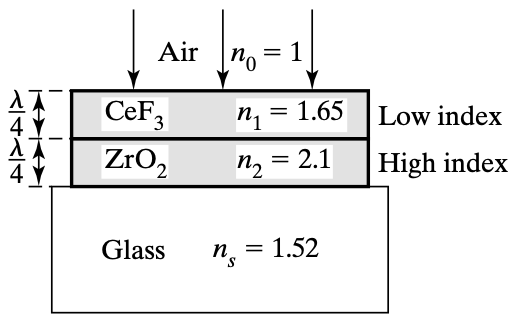 Air n₀ = 1
λ/4 CeF₃ n₁ = 1.65 Low index
λ/4 ZrO₂ n₂ = 2.1 High index
Glass nₛ = 1.52